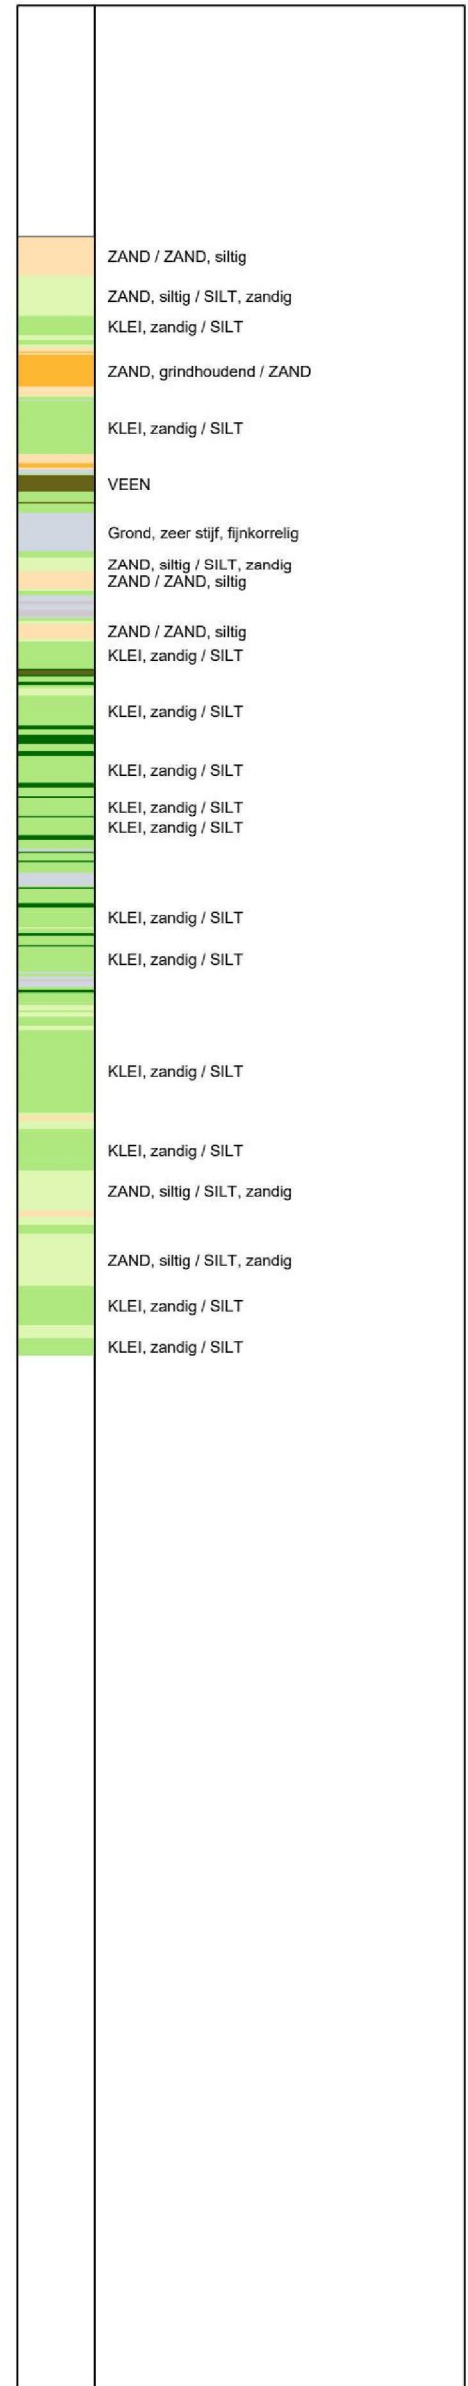 ZAND / ZAND, siltig
ZAND, siltig / SILT, zandig
KLEI, zandig / SILT
ZAND, grindhoudend / ZAND
KLEI, zandig / SILT
VEEN
Grond, zeer stijf, fijnkorrelig
ZAND, siltig / SILT, zandig
ZAND / ZAND, siltig
ZAND / ZAND, siltig
KLEI, zandig / SILT
KLEI, zandig / SILT
KLEI, zandig / SILT
KLEI, zandig / SILT
KLEI, zandig / SILT
KLEI, zandig / SILT
KLEI, zandig / SILT
KLEI, zandig / SILT
KLEI, zandig / SILT
ZAND, siltig / SILT, zandig
ZAND, siltig / SILT, zandig
KLEI, zandig / SILT
KLEI, zandig / SILT